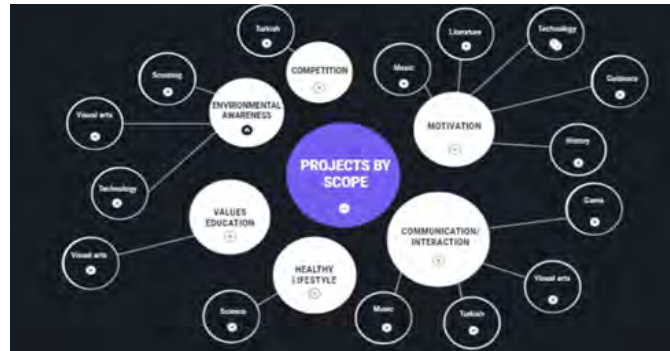 Turkish
Literature
Technology
COMPETITION
Music
Scouting
Guidance
ENVIRONMENTAL
AWARENESS
Visual arts
MOTIVATION
History
PROJECTS BY
SCOPE
Technology
VALUES
EDUCATION
Game
COMMUNICATION/
INTERACTION
Visual arts
HEALTHY
LIFESTYLE
Visual arts
Science
Music
Turkish